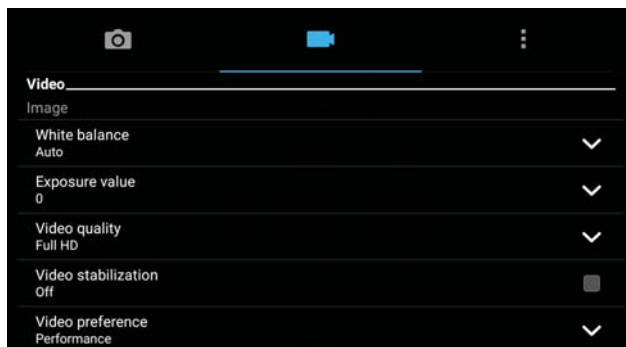 Video
Image
White balance
Auto
Exposure value
0
Video quality
Full HD
Video stabilization
Off
Video preference
Performance